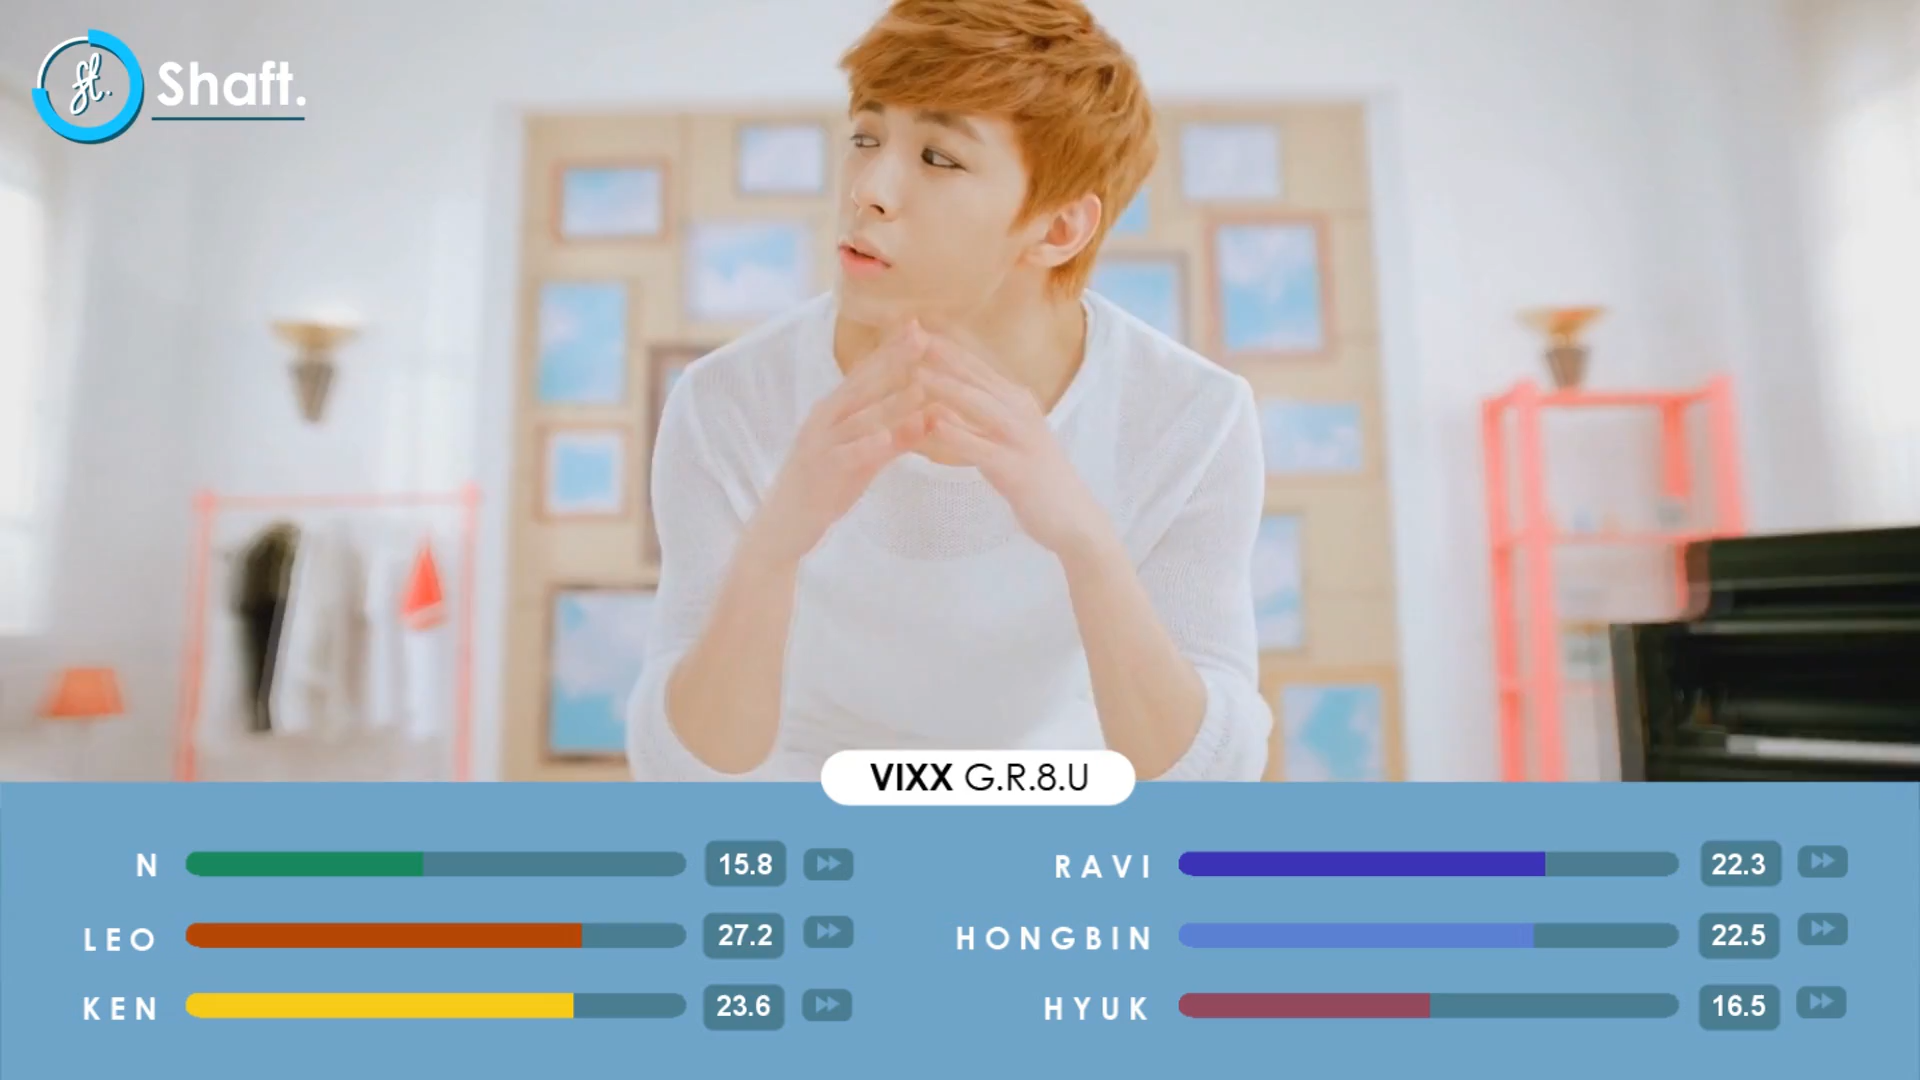 ft.
Shaft.
VIXX G.R.8.U
N 15.8
LEO 27.2
KEN 23.6
RAVI 22.3
HONGBIN 22.5
HYUK 16.5